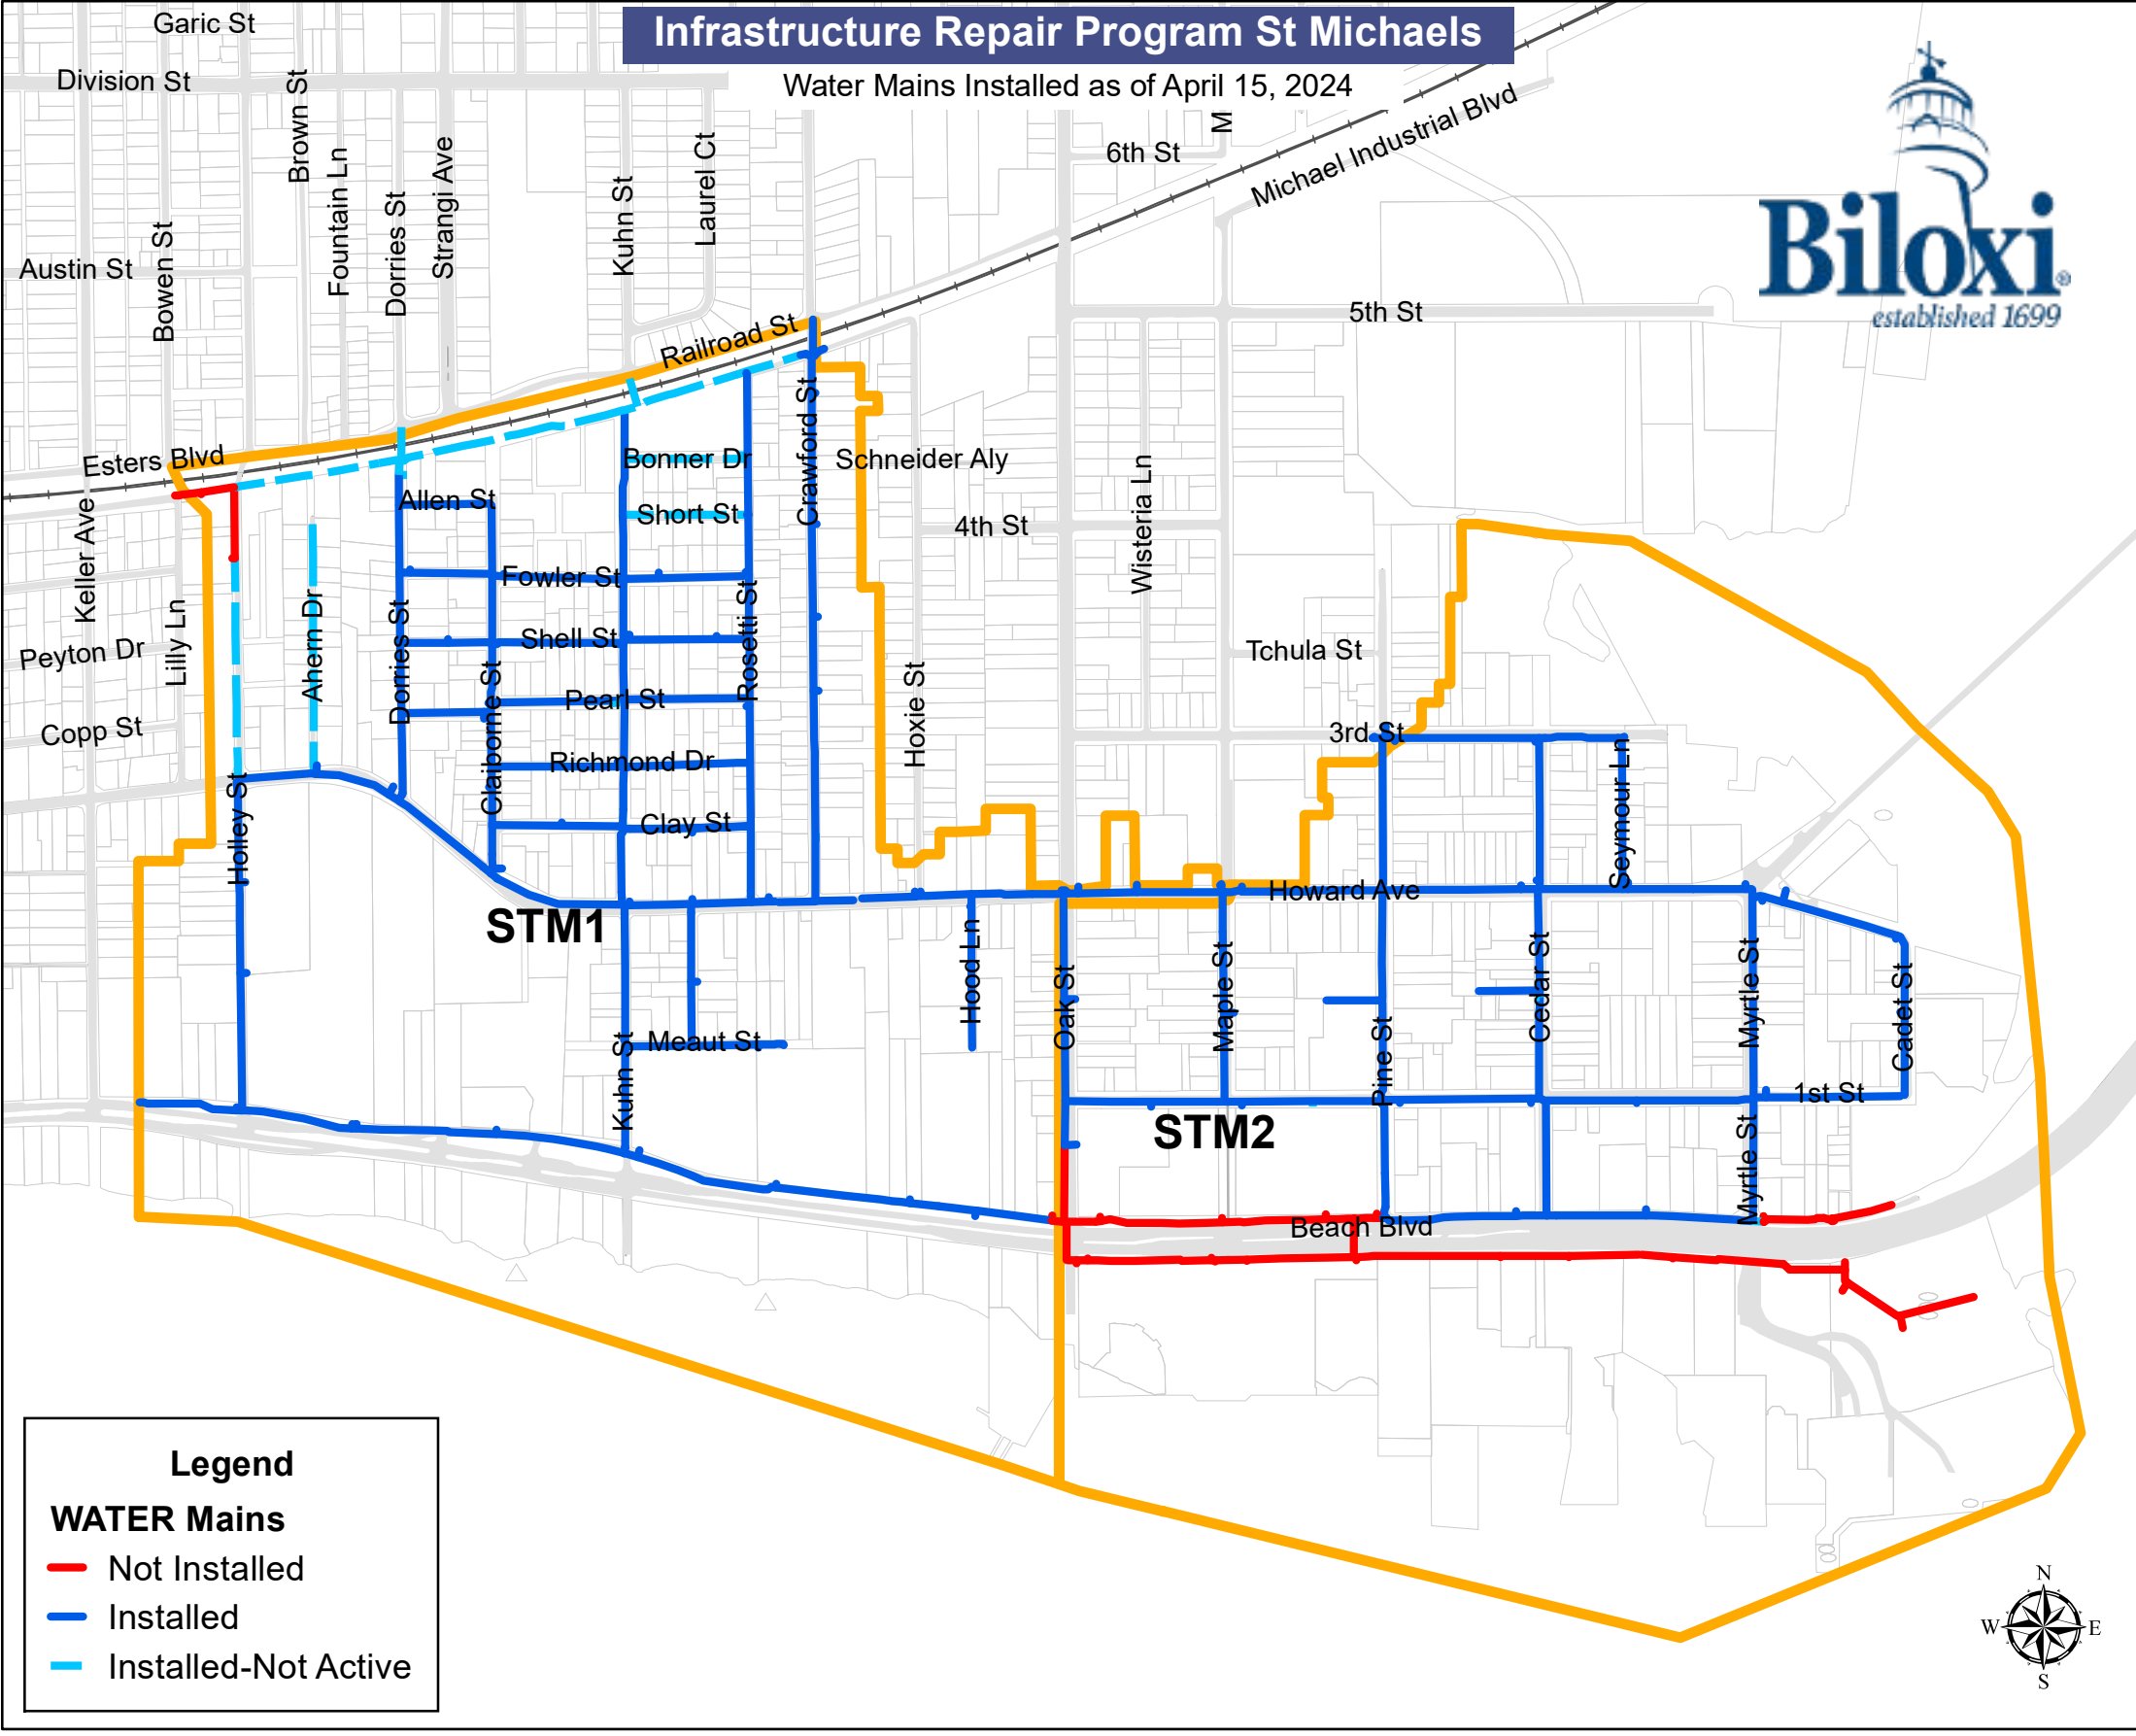 Infrastructure Repair Program St Michaels
Water Mains Installed as of April 15, 2024
Garic St
Division St
Brown St
Fountain Ln
Dorries St
Strangi Ave
Kuhn St
Laurel Ct
6th St
M
Michael Industrial Blvd
Biloxi®
established 1699
Austin St
Bowen St
5th St
Railroad St
Esters Blvd
Crawford St
Bonner Dr
Schneider Aly
Allen St
Short St
4th St
Wisteria Ln
Keller Ave
Fowler St
Lilly Ln
Ahern Dr
Dorries St
Shell St
Rosetti St
Tchula St
Peyton Dr
Claiborne St
Pearl St
Hoxie St
Copp St
3rd St
Richmond Dr
Seymour Ln
Holley St
Clay St
Howard Ave
STM1
Hood Ln
Oak St
Maple St
Cedar St
Myrtle St
Cadet St
Meaut St
Kuhn St
Pine St
1st St
STM2
Myrtle St
Beach Blvd
Legend
WATER Mains
Not Installed
Installed
Installed-Not Active
N
W E
S